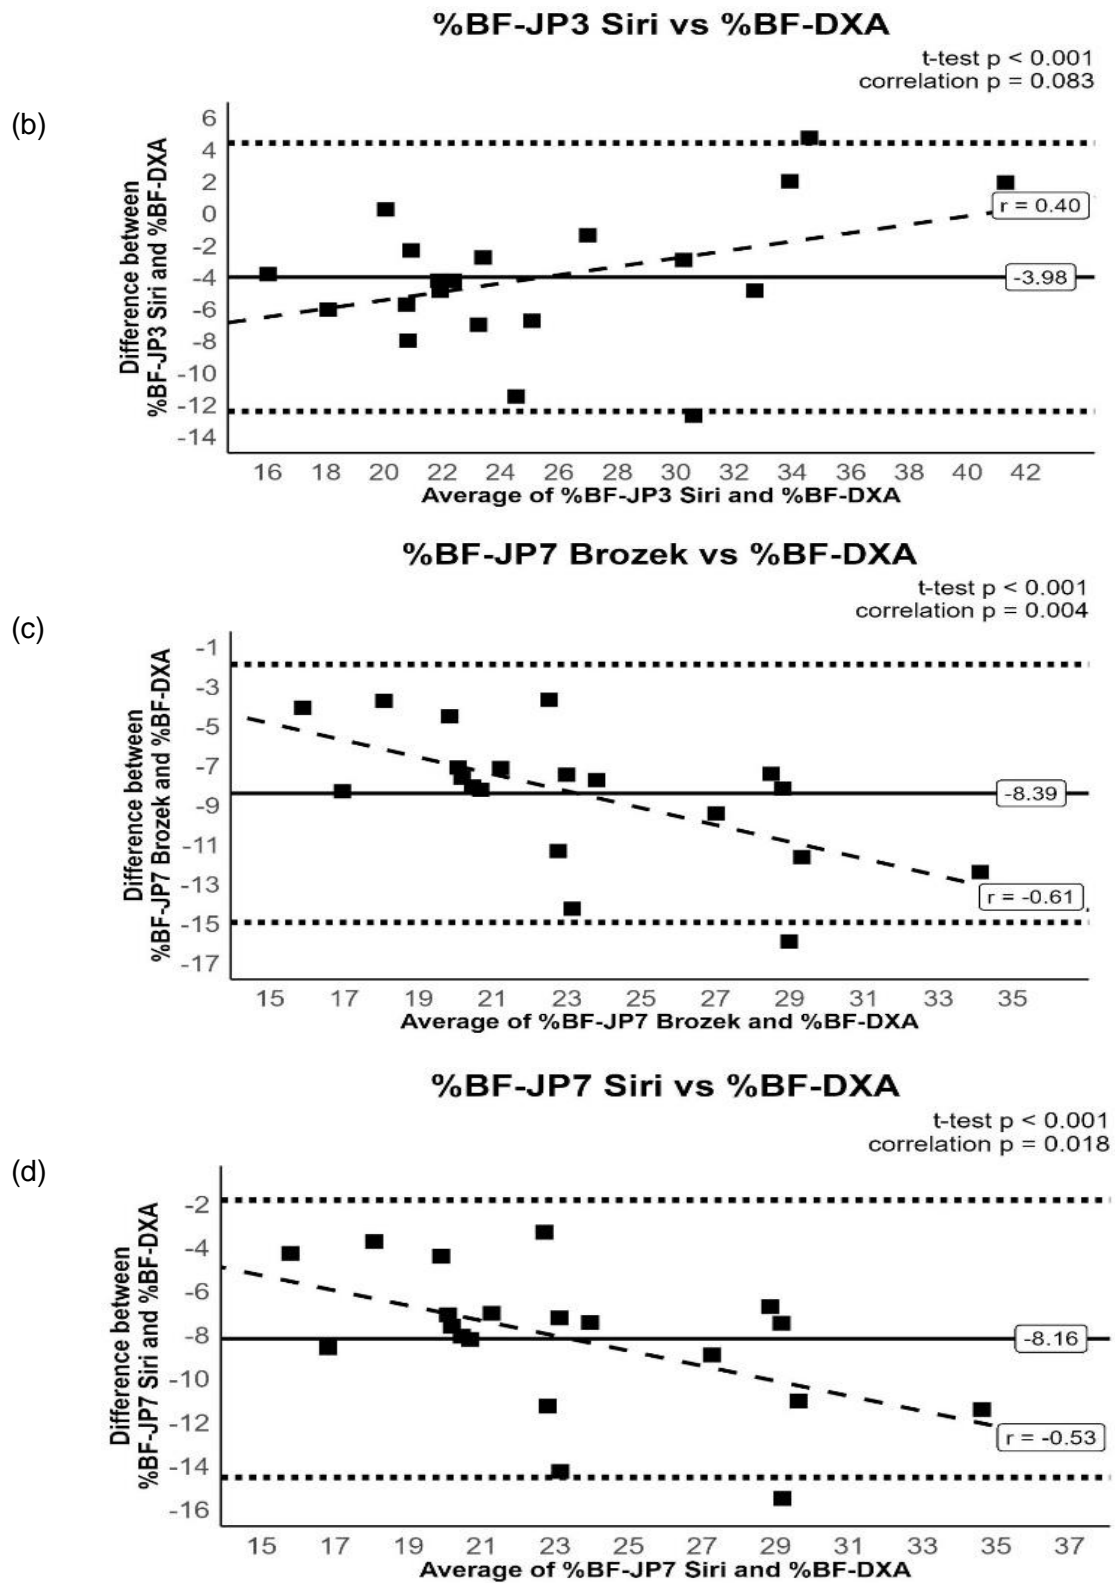 %BF-JP3 Siri vs %BF-DXA
t-test p < 0.001
correlation p = 0.083
(b)
Difference between
%BF-JP3 Siri and %BF-DXA
6
4
2
0
-2
-4
-6
-8
-10
-12
-14
r = 0.40
-3.98
16 18 20 22 24 26 28 30 32 34 36 38 40 42
Average of %BF-JP3 Siri and %BF-DXA
%BF-JP7 Brozek vs %BF-DXA
t-test p < 0.001
correlation p = 0.004
(c)
Difference between
%BF-JP7 Brozek and %BF-DXA
-1
-3
-5
-7
-9
-11
-13
-15
-17
-8.39
r = -0.61
15 17 19 21 23 25 27 29 31 33 35
Average of %BF-JP7 Brozek and %BF-DXA
%BF-JP7 Siri vs %BF-DXA
t-test p < 0.001
correlation p = 0.018
(d)
Difference between
%BF-JP7 Siri and %BF-DXA
-2
-4
-6
-8
-10
-12
-14
-16
-8.16
r = -0.53
15 17 19 21 23 25 27 29 31 33 35 37
Average of %BF-JP7 Siri and %BF-DXA